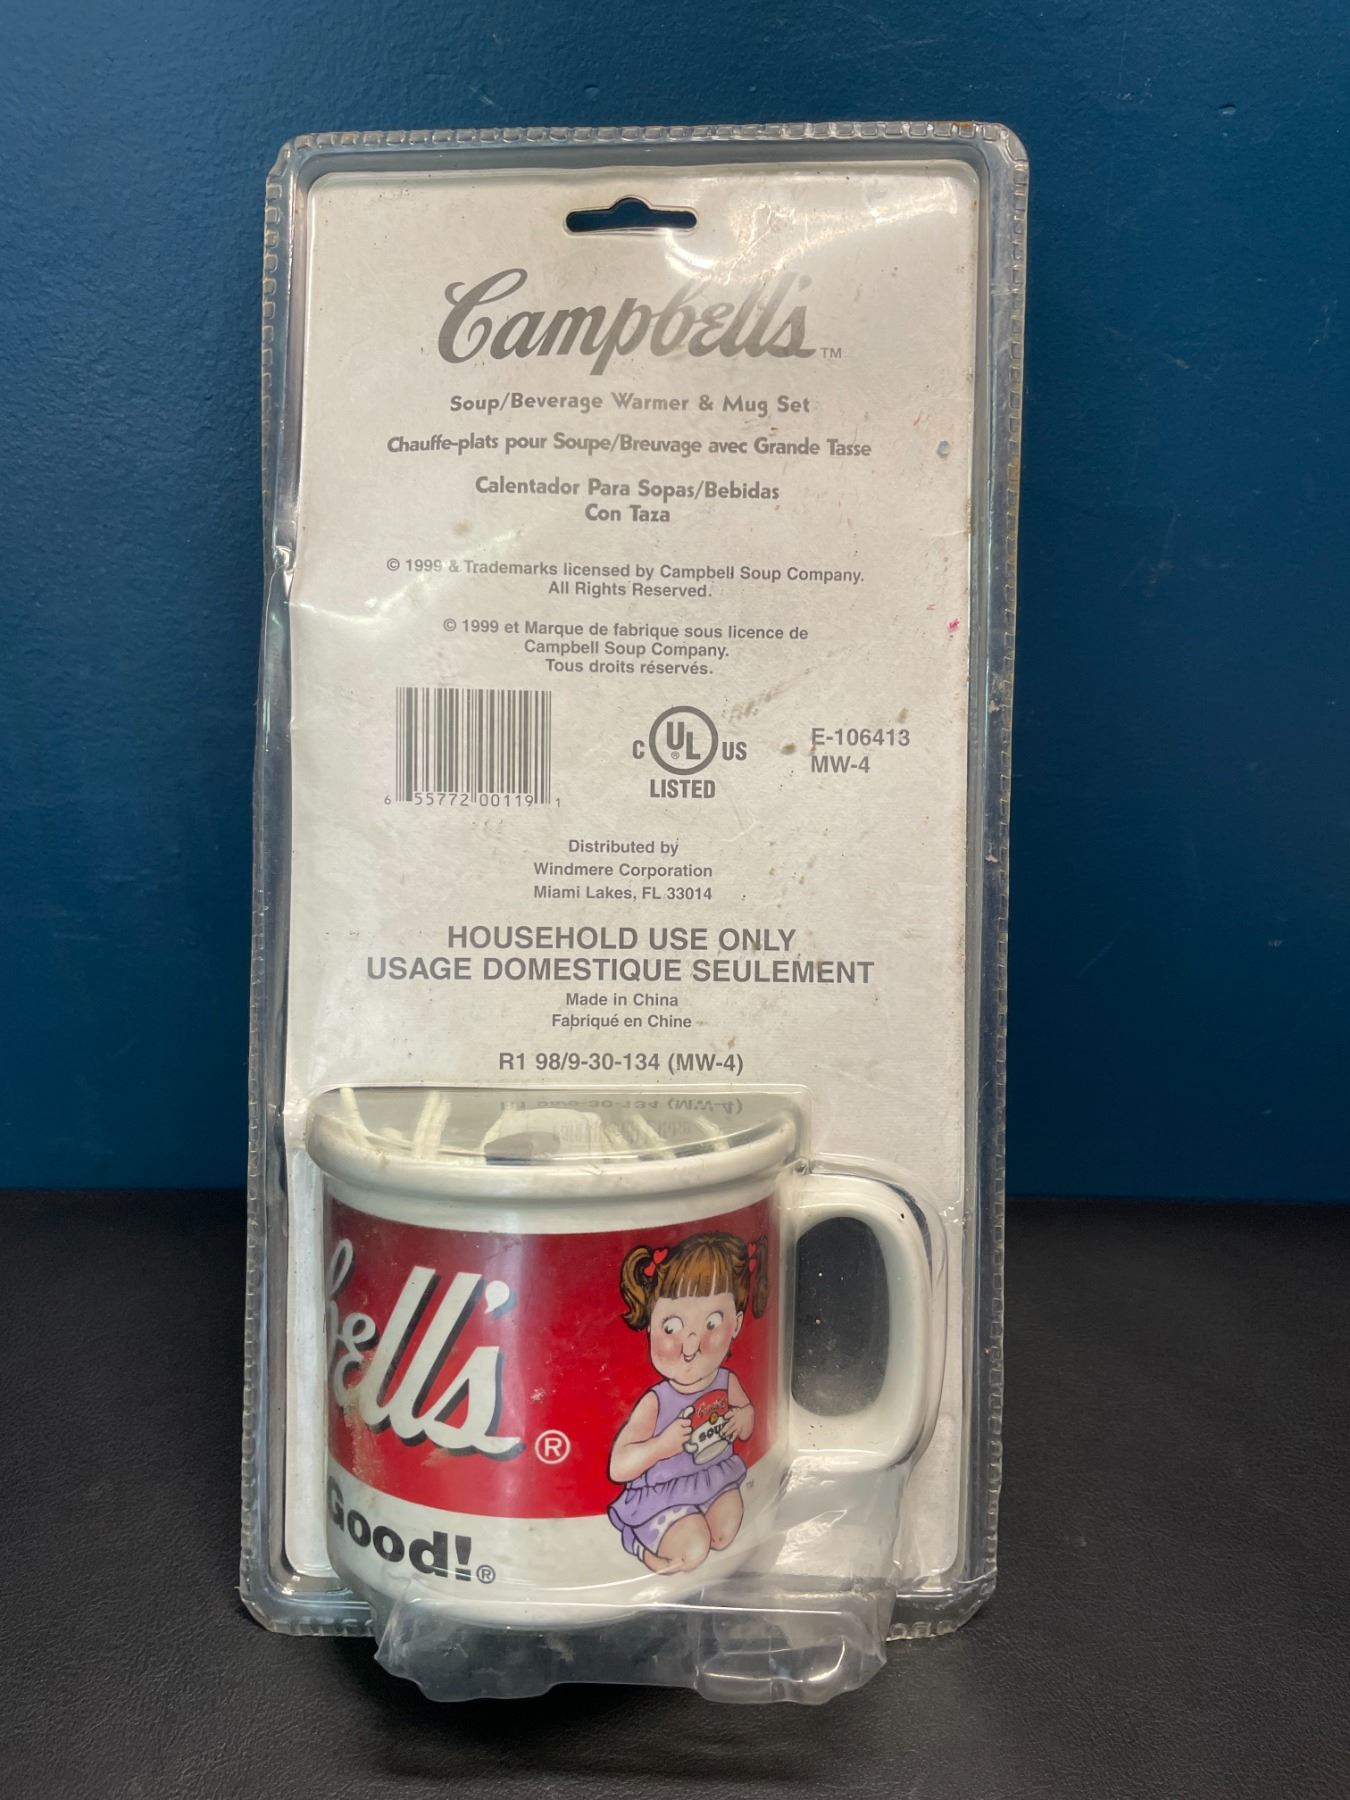 Campbell's™
Soup/Beverage Warmer & Mug Set
Chauffe-plats pour Soupe/Breuvage avec Grande Tasse
Calentador Para Sopas/Bebidas
Con Taza
© 1999 & Trademarks licensed by Campbell Soup Company.
All Rights Reserved.
© 1999 et Marque de fabrique sous licence de
Campbell Soup Company.
Tous droits réservés.
6 55772 00119 1
C UL® US
LISTED
E-106413
MW-4
Distributed by
Windmere Corporation
Miami Lakes, FL 33014
HOUSEHOLD USE ONLY
USAGE DOMESTIQUE SEULEMENT
Made in China
Fabriqué en Chine
R1 98/9-30-134 (MW-4)
bell's®
SOUP
TM
Good!®